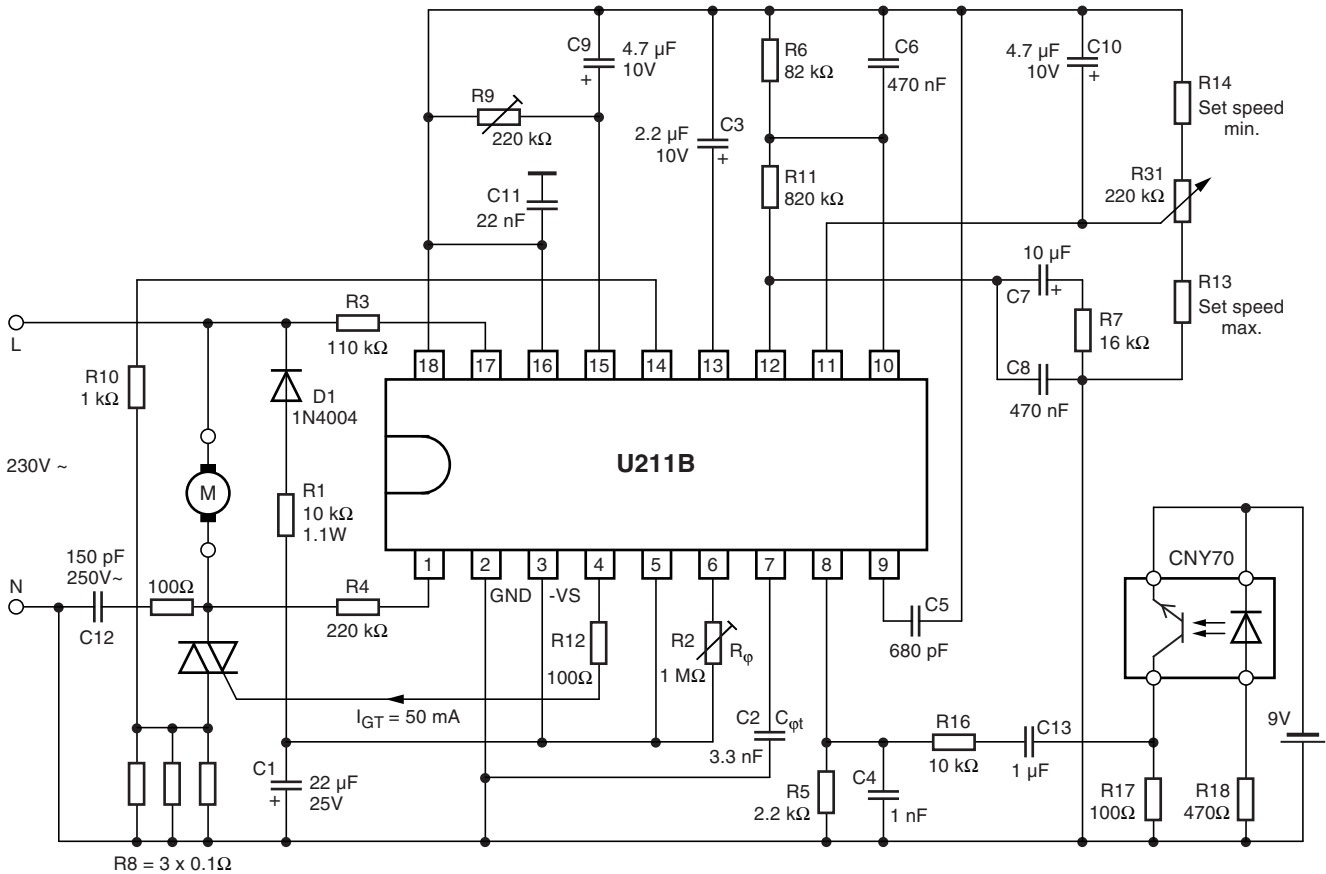 C9
4.7 µF
10V
R6
82 kΩ
C6
470 nF
4.7 µF
10V
C10
R14
Set speed
min.
R9
220 kΩ
+
2.2 µF
10V
C3
+
+
R11
820 kΩ
R31
220 kΩ
C11
22 nF
10 µF
C7
+
R13
Set speed
max.
R7
16 kΩ
C8
470 nF
L
R3
110 kΩ
R10
1 kΩ
D1
1N4004
18
17
16
15
14
13
12
11
10
U211B
230V ~
M
R1
10 kΩ
1.1W
N
150 pF
250V~
C12
100Ω
R4
220 kΩ
1
2
3
4
5
6
7
8
9
GND
-VS
CNY70
C5
680 pF
R12
100Ω
R2
1 MΩ
Rφ
IGT = 50 mA
C2
Cφt
3.3 nF
R16
10 kΩ
C13
1 µF
9V
C1
+
22 µF
25V
R5
2.2 kΩ
C4
1 nF
R17
100Ω
R18
470Ω
R8 = 3 x 0.1Ω